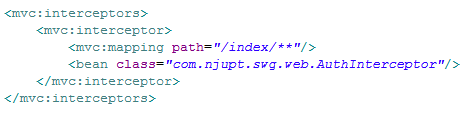 <mvc:interceptors>
    <mvc:interceptor>
        <mvc:mapping path="/index/**"/>
        <bean class="com.njupt.swg.web.AuthInterceptor"/>
    </mvc:interceptor>
</mvc:interceptors>